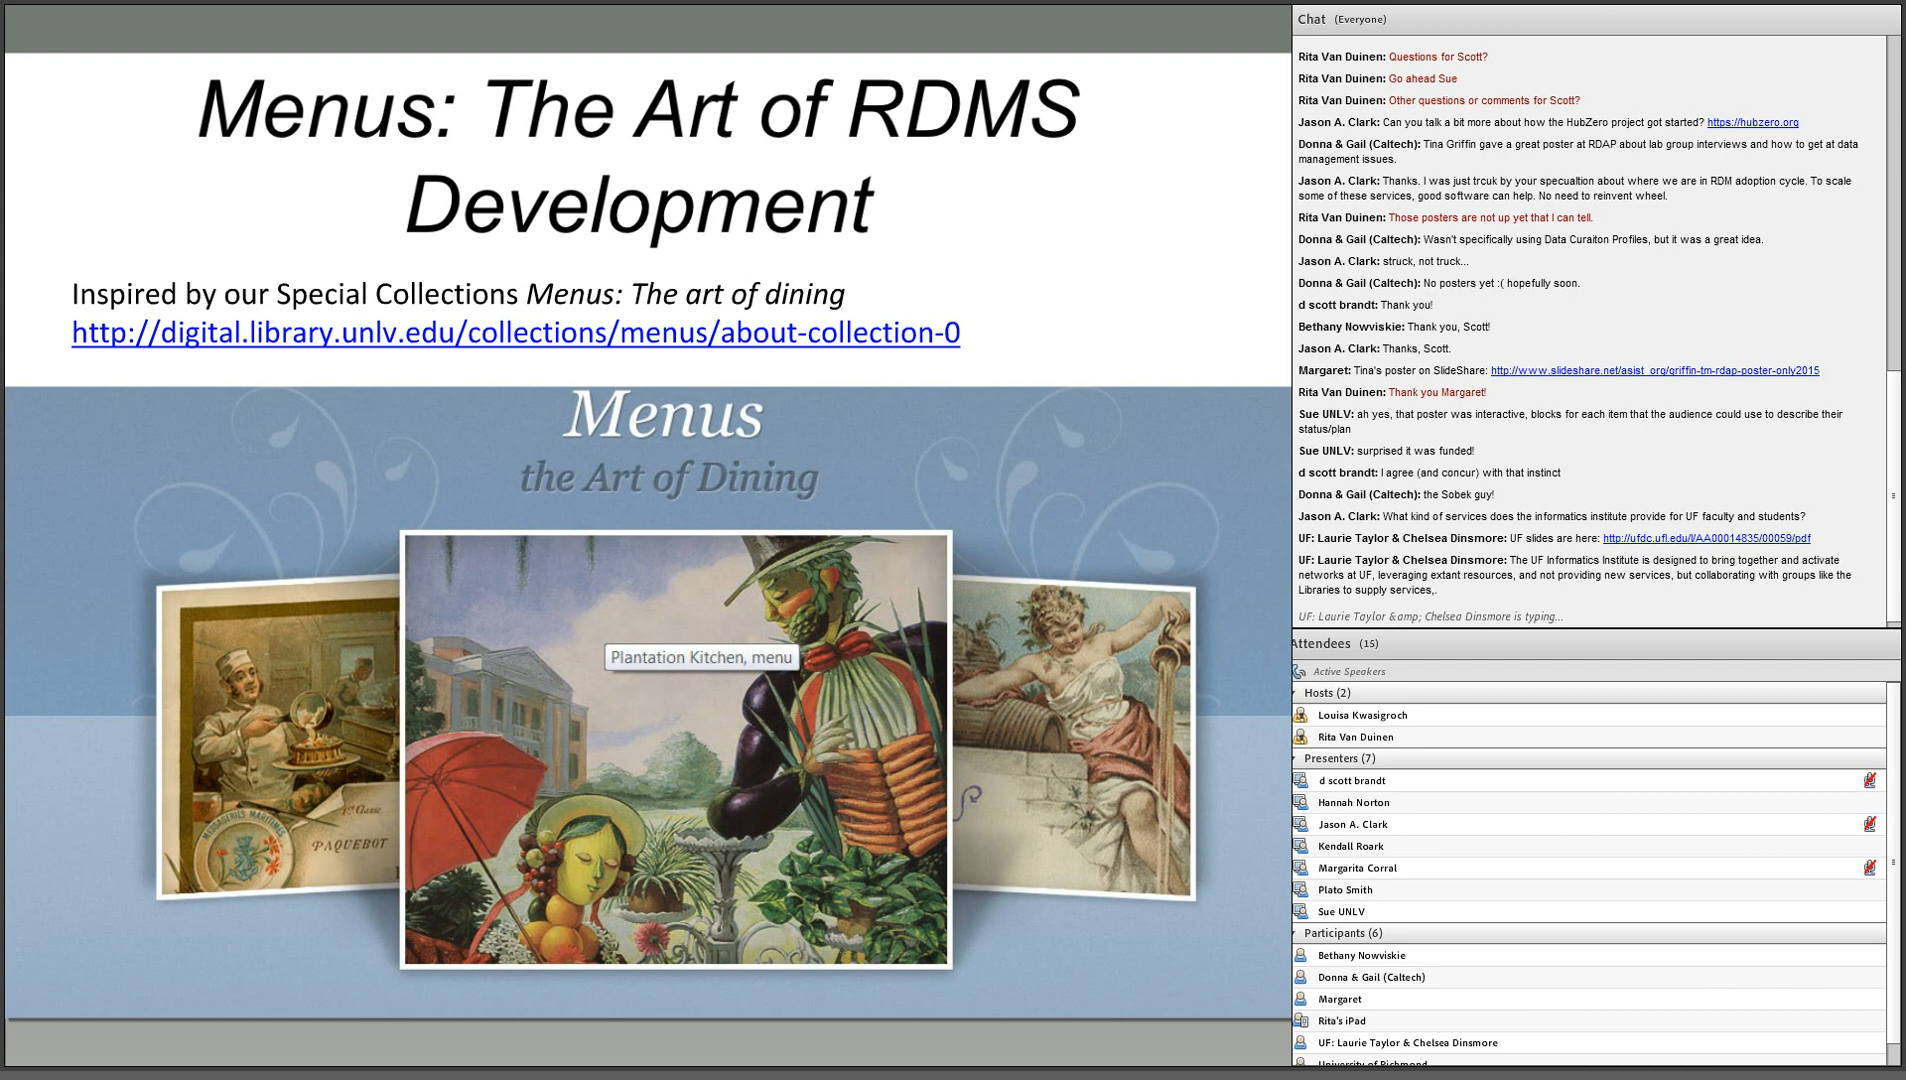 Menus: The Art of RDMS
Development
Inspired by our Special Collections Menus: The art of dining
http://digital.library.unlv.edu/collections/menus/about-collection-0
Menus
the Art of Dining
Plantation Kitchen, menu
MESSAGERIES MARITIMES
1re Classe
PAQUEBOT
Chat (Everyone)
Rita Van Duinen: Questions for Scott?
Rita Van Duinen: Go ahead Sue
Rita Van Duinen: Other questions or comments for Scott?
Jason A. Clark: Can you talk a bit more about how the HubZero project got started? https://hubzero.org
Donna & Gail (Caltech): Tina Griffin gave a great poster at RDAP about lab group interviews and how to get at data
management issues.
Jason A. Clark: Thanks. I was just trcuk by your specualtion about where we are in RDM adoption cycle. To scale
some of these services, good software can help. No need to reinvent wheel.
Rita Van Duinen: Those posters are not up yet that I can tell.
Donna & Gail (Caltech): Wasn't specifically using Data Curaiton Profiles, but it was a great idea.
Jason A. Clark: struck, not truck...
Donna & Gail (Caltech): No posters yet :( hopefully soon.
d scott brandt: Thank you!
Bethany Nowviskie: Thank you, Scott!
Jason A. Clark: Thanks, Scott.
Margaret: Tina's poster on SlideShare: http://www.slideshare.net/asist_org/griffin-tm-rdap-poster-only2015
Rita Van Duinen: Thank you Margaret!
Sue UNLV: ah yes, that poster was interactive, blocks for each item that the audience could use to describe their
status/plan
Sue UNLV: surprised it was funded!
d scott brandt: I agree (and concur) with that instinct
Donna & Gail (Caltech): the Sobek guy!
Jason A. Clark: What kind of services does the informatics institute provide for UF faculty and students?
UF: Laurie Taylor & Chelsea Dinsmore: UF slides are here: http://ufdc.ufl.edu/l/AA00014835/00059/pdf
UF: Laurie Taylor & Chelsea Dinsmore: The UF Informatics Institute is designed to bring together and activate
networks at UF, leveraging extant resources, and not providing new services, but collaborating with groups like the
Libraries to supply services,.
UF: Laurie Taylor &amp; Chelsea Dinsmore is typing...
Attendees (15)
Active Speakers
Hosts (2)
Louisa Kwasigroch
Rita Van Duinen
Presenters (7)
d scott brandt
Hannah Norton
Jason A. Clark
Kendall Roark
Margarita Corral
Plato Smith
Sue UNLV
Participants (6)
Bethany Nowviskie
Donna & Gail (Caltech)
Margaret
Rita's iPad
UF: Laurie Taylor & Chelsea Dinsmore
University of Richmond